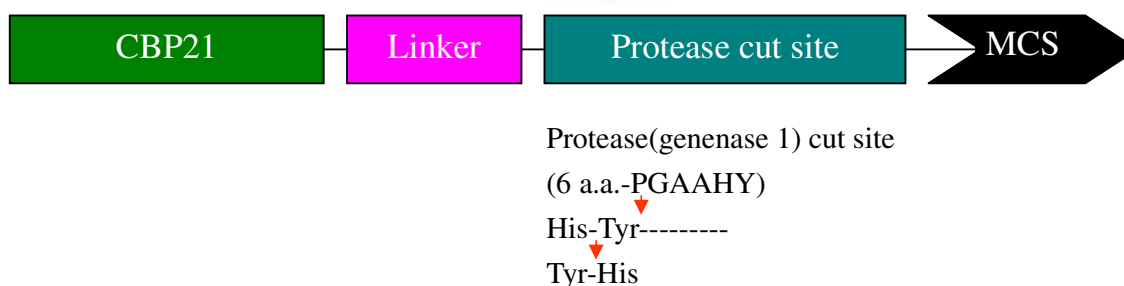 CBP21 Linker Protease cut site MCS
Protease(genenase 1) cut site
(6 a.a.-PGAAHY)
His-Tyr---------
Tyr-His